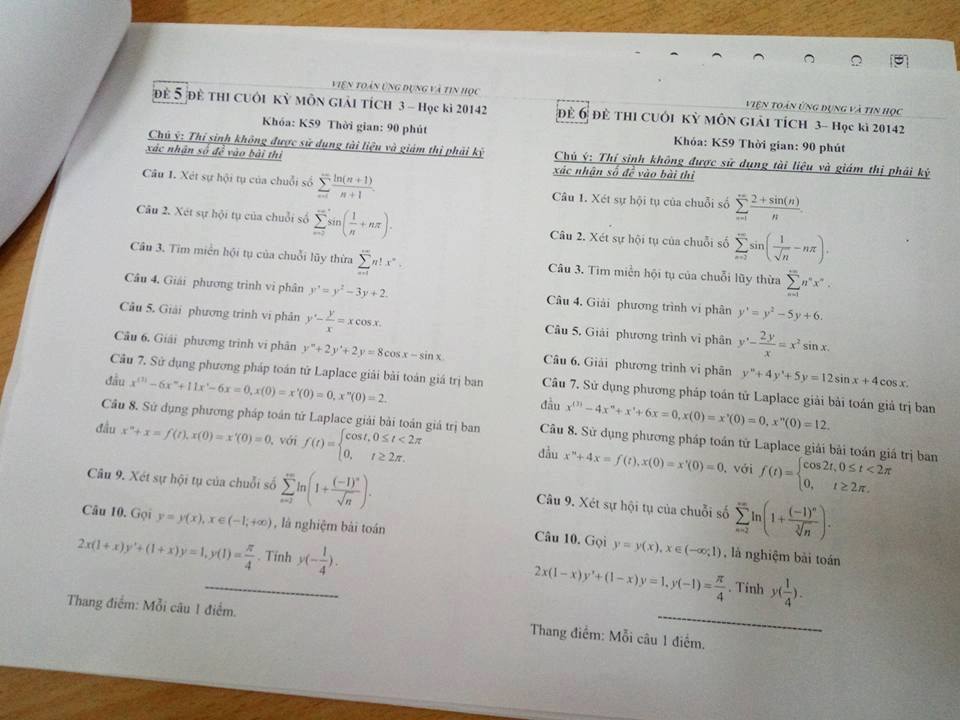 VIỆN TOÁN ỨNG DỤNG VÀ TIN HỌC
ĐỀ 5 ĐỀ THI CUỐI KỲ MÔN GIẢI TÍCH 3 – Học kì 20142
Khóa: K59 Thời gian: 90 phút
Chú ý: Thí sinh không được sử dụng tài liệu và giám thị phải ký
xác nhận số đề vào bài thi
Câu 1. Xét sự hội tụ của chuỗi số \sum_{n=1}^{+\infty} \frac{\ln(n+1)}{n+1}.
Câu 2. Xét sự hội tụ của chuỗi số \sum_{n=2}^{+\infty} \sin\left(\frac{1}{n}+n\pi\right).
Câu 3. Tìm miền hội tụ của chuỗi lũy thừa \sum_{n=1}^{+\infty} n! x^n.
Câu 4. Giải phương trình vi phân y' = y² – 3y + 2.
Câu 5. Giải phương trình vi phân y' – \frac{y}{x} = x cos x.
Câu 6. Giải phương trình vi phân y" + 2y' + 2y = 8cos x – sin x.
Câu 7. Sử dụng phương pháp toán tử Laplace giải bài toán giá trị ban
đầu x^{(3)} – 6x" + 11x' – 6x = 0, x(0) = x'(0) = 0, x"(0) = 2.
Câu 8. Sử dụng phương pháp toán tử Laplace giải bài toán giá trị ban
đầu x" + x = f(t), x(0) = x'(0) = 0, với f(t) = \begin{cases} \cos t, 0 \le t < 2\pi \\ 0, t \ge 2\pi. \end{cases}
Câu 9. Xét sự hội tụ của chuỗi số \sum_{n=2}^{+\infty} \ln\left(1+\frac{(-1)^n}{\sqrt{n}}\right).
Câu 10. Gọi y = y(x), x ∈ (–1; +∞), là nghiệm bài toán
2x(1+x)y' + (1+x)y = 1, y(1) = \frac{\pi}{4}. Tính y(-\frac{1}{4}).
Thang điểm: Mỗi câu 1 điểm.
VIỆN TOÁN ỨNG DỤNG VÀ TIN HỌC
ĐỀ 6 ĐỀ THI CUỐI KỲ MÔN GIẢI TÍCH 3– Học kì 20142
Khóa: K59 Thời gian: 90 phút
Chú ý: Thí sinh không được sử dụng tài liệu và giám thị phải ký
xác nhận số đề vào bài thi
Câu 1. Xét sự hội tụ của chuỗi số \sum_{n=1}^{+\infty} \frac{2+\sin(n)}{n}.
Câu 2. Xét sự hội tụ của chuỗi số \sum_{n=2}^{+\infty} \sin\left(\frac{1}{\sqrt{n}}-n\pi\right).
Câu 3. Tìm miền hội tụ của chuỗi lũy thừa \sum_{n=1}^{+\infty} n^n x^n.
Câu 4. Giải phương trình vi phân y' = y² – 5y + 6.
Câu 5. Giải phương trình vi phân y' – \frac{2y}{x} = x² sin x.
Câu 6. Giải phương trình vi phân y" + 4y' + 5y = 12sin x + 4cos x.
Câu 7. Sử dụng phương pháp toán tử Laplace giải bài toán giá trị ban
đầu x^{(3)} – 4x" + x' + 6x = 0, x(0) = x'(0) = 0, x"(0) = 12.
Câu 8. Sử dụng phương pháp toán tử Laplace giải bài toán giá trị ban
đầu x" + 4x = f(t), x(0) = x'(0) = 0, với f(t) = \begin{cases} \cos 2t, 0 \le t < 2\pi \\ 0, t \ge 2\pi. \end{cases}
Câu 9. Xét sự hội tụ của chuỗi số \sum_{n=2}^{+\infty} \ln\left(1+\frac{(-1)^n}{\sqrt[3]{n}}\right).
Câu 10. Gọi y = y(x), x ∈ (–∞; 1), là nghiệm bài toán
2x(1–x)y' + (1–x)y = 1, y(–1) = \frac{\pi}{4}. Tính y(\frac{1}{4}).
Thang điểm: Mỗi câu 1 điểm.